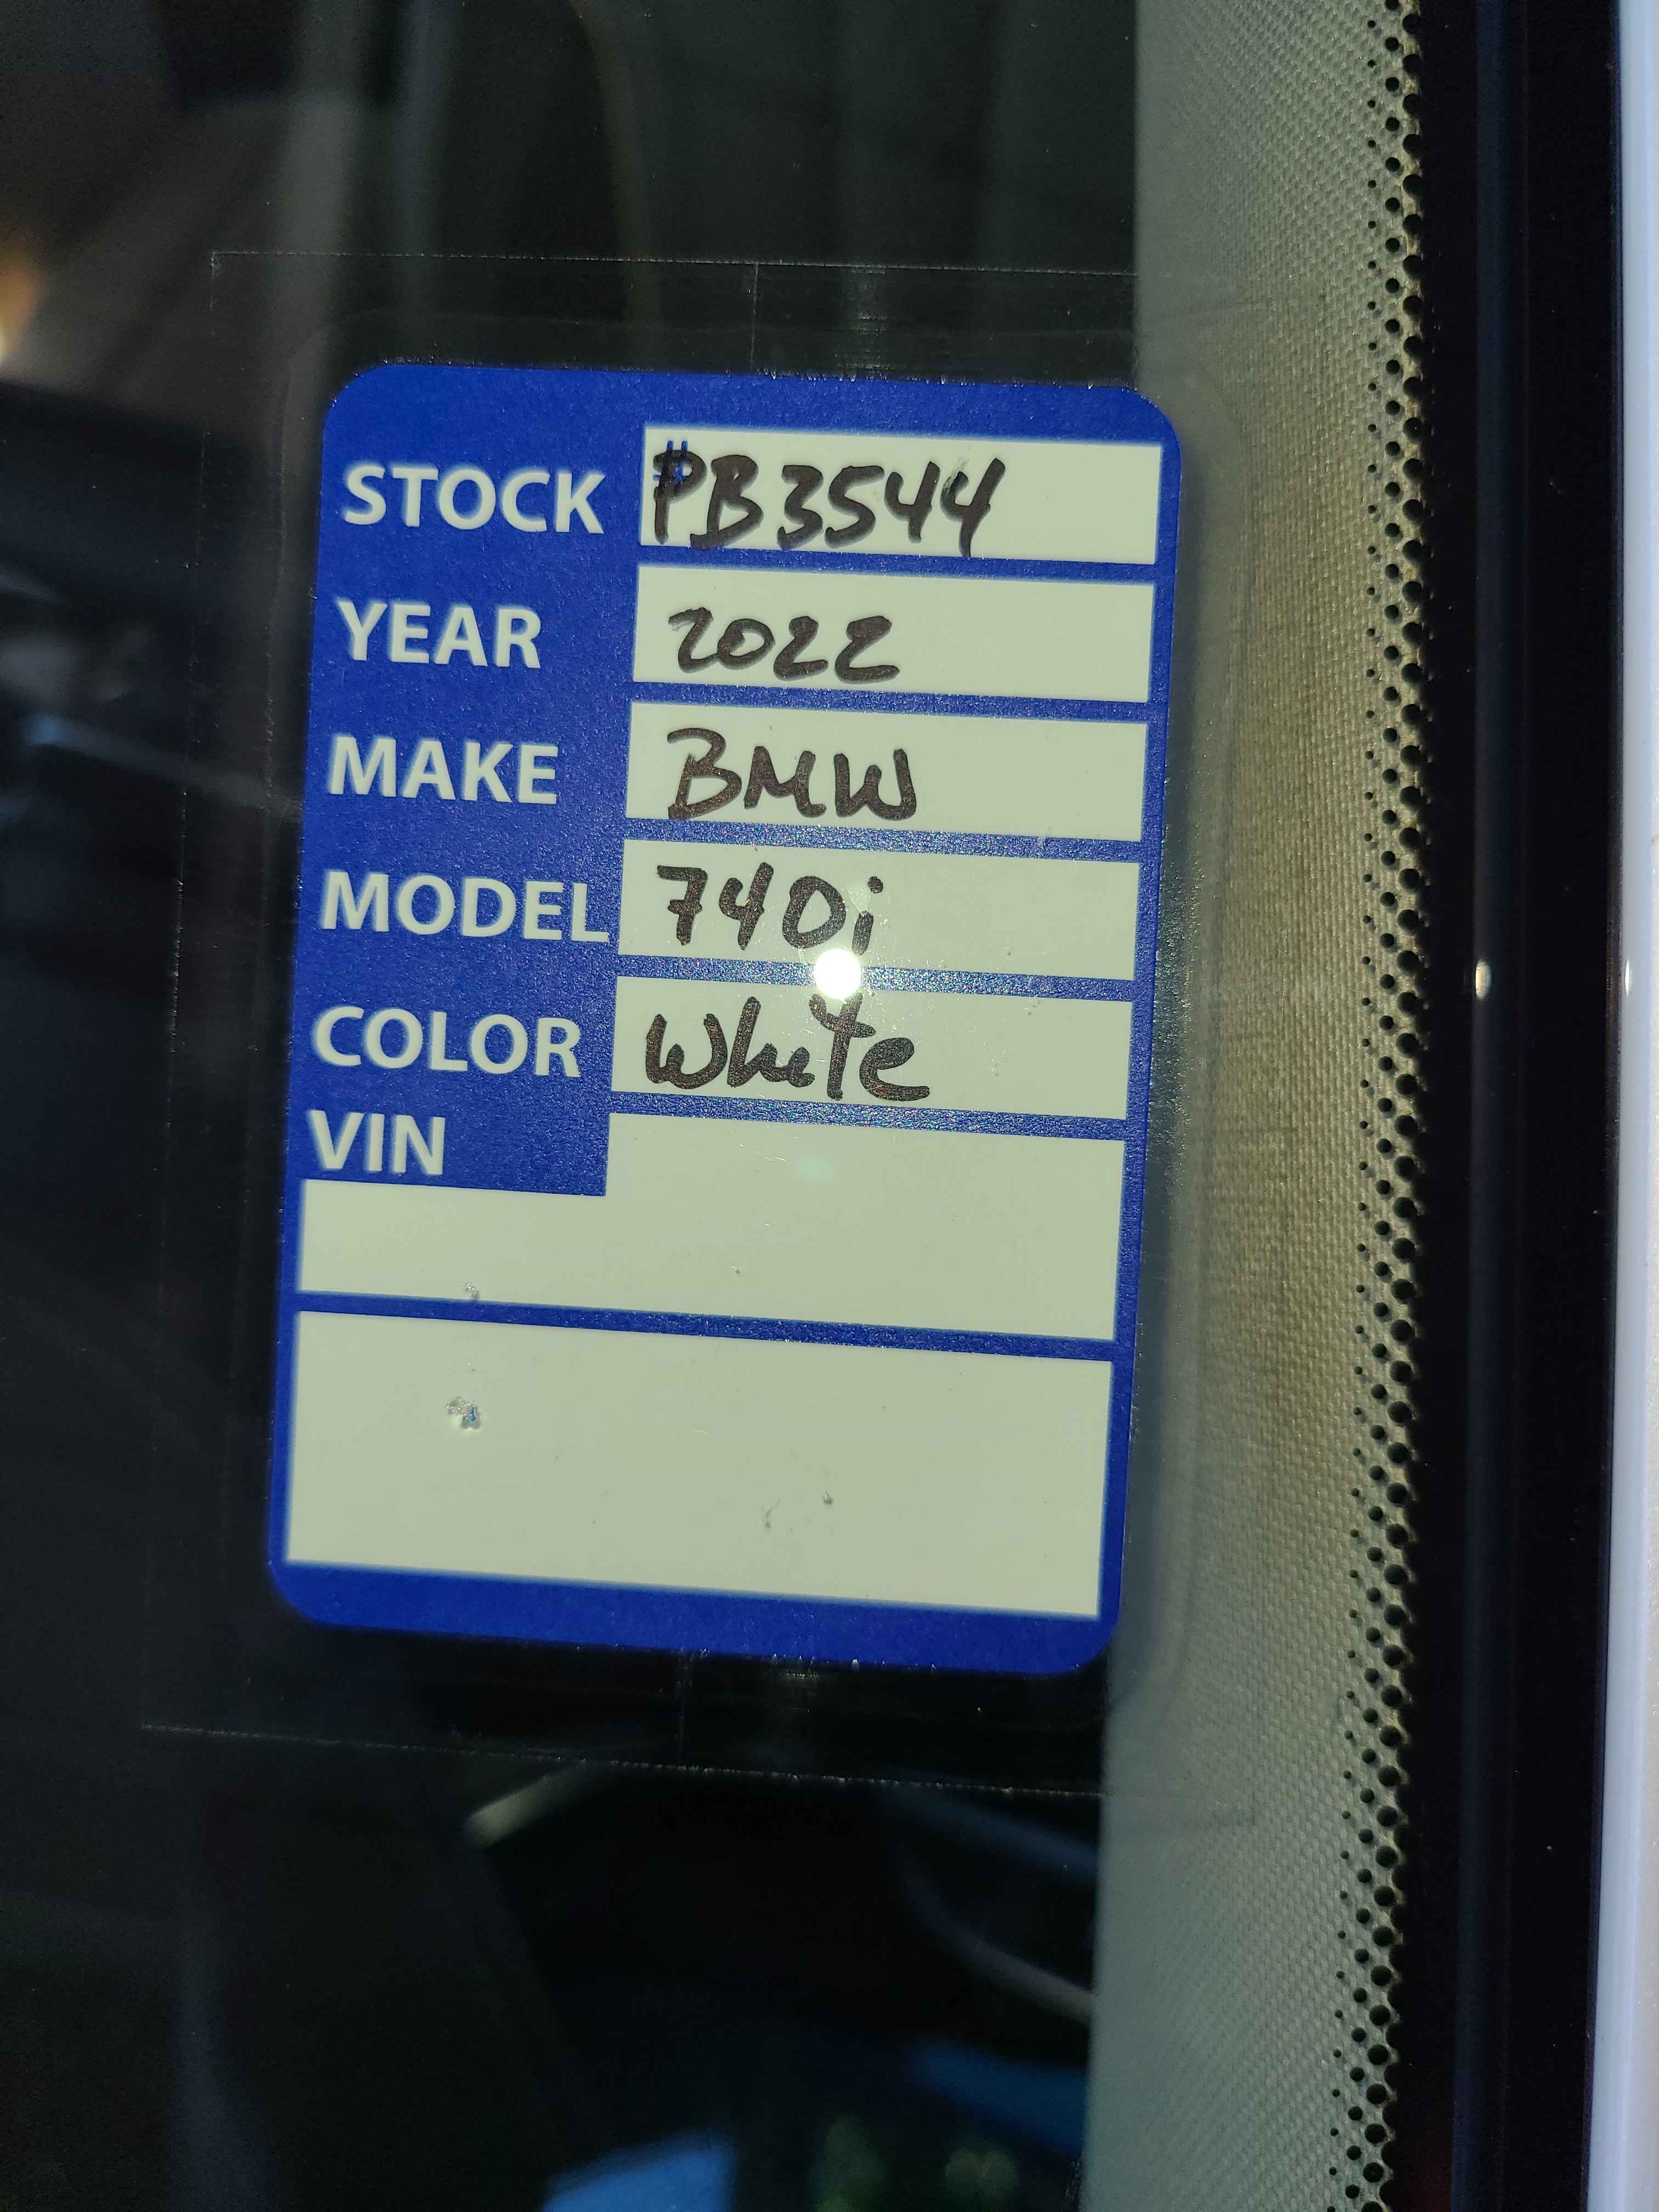 STOCK #PB3544
YEAR 2022
MAKE BMW
MODEL 740i
COLOR White
VIN